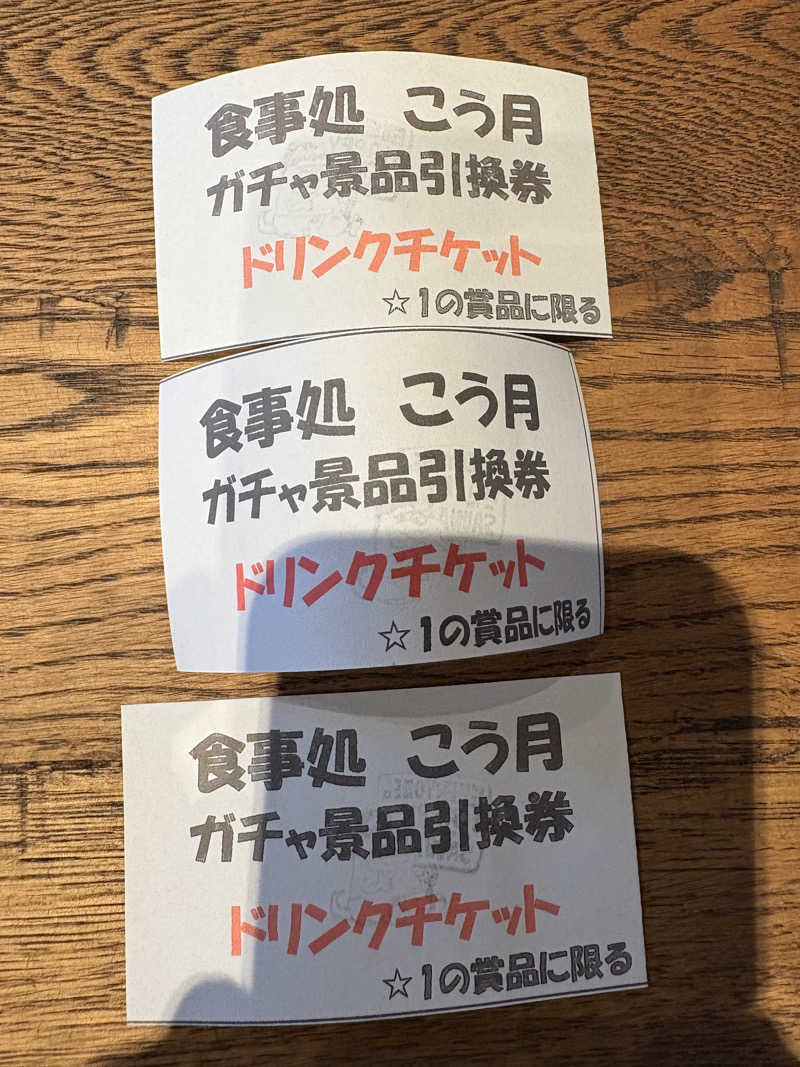 食事処 こう月
ガチャ景品引換券
ドリンクチケット
☆1の賞品に限る
食事処 こう月
ガチャ景品引換券
ドリンクチケット
☆1の賞品に限る
食事処 こう月
ガチャ景品引換券
ドリンクチケット
☆1の賞品に限る